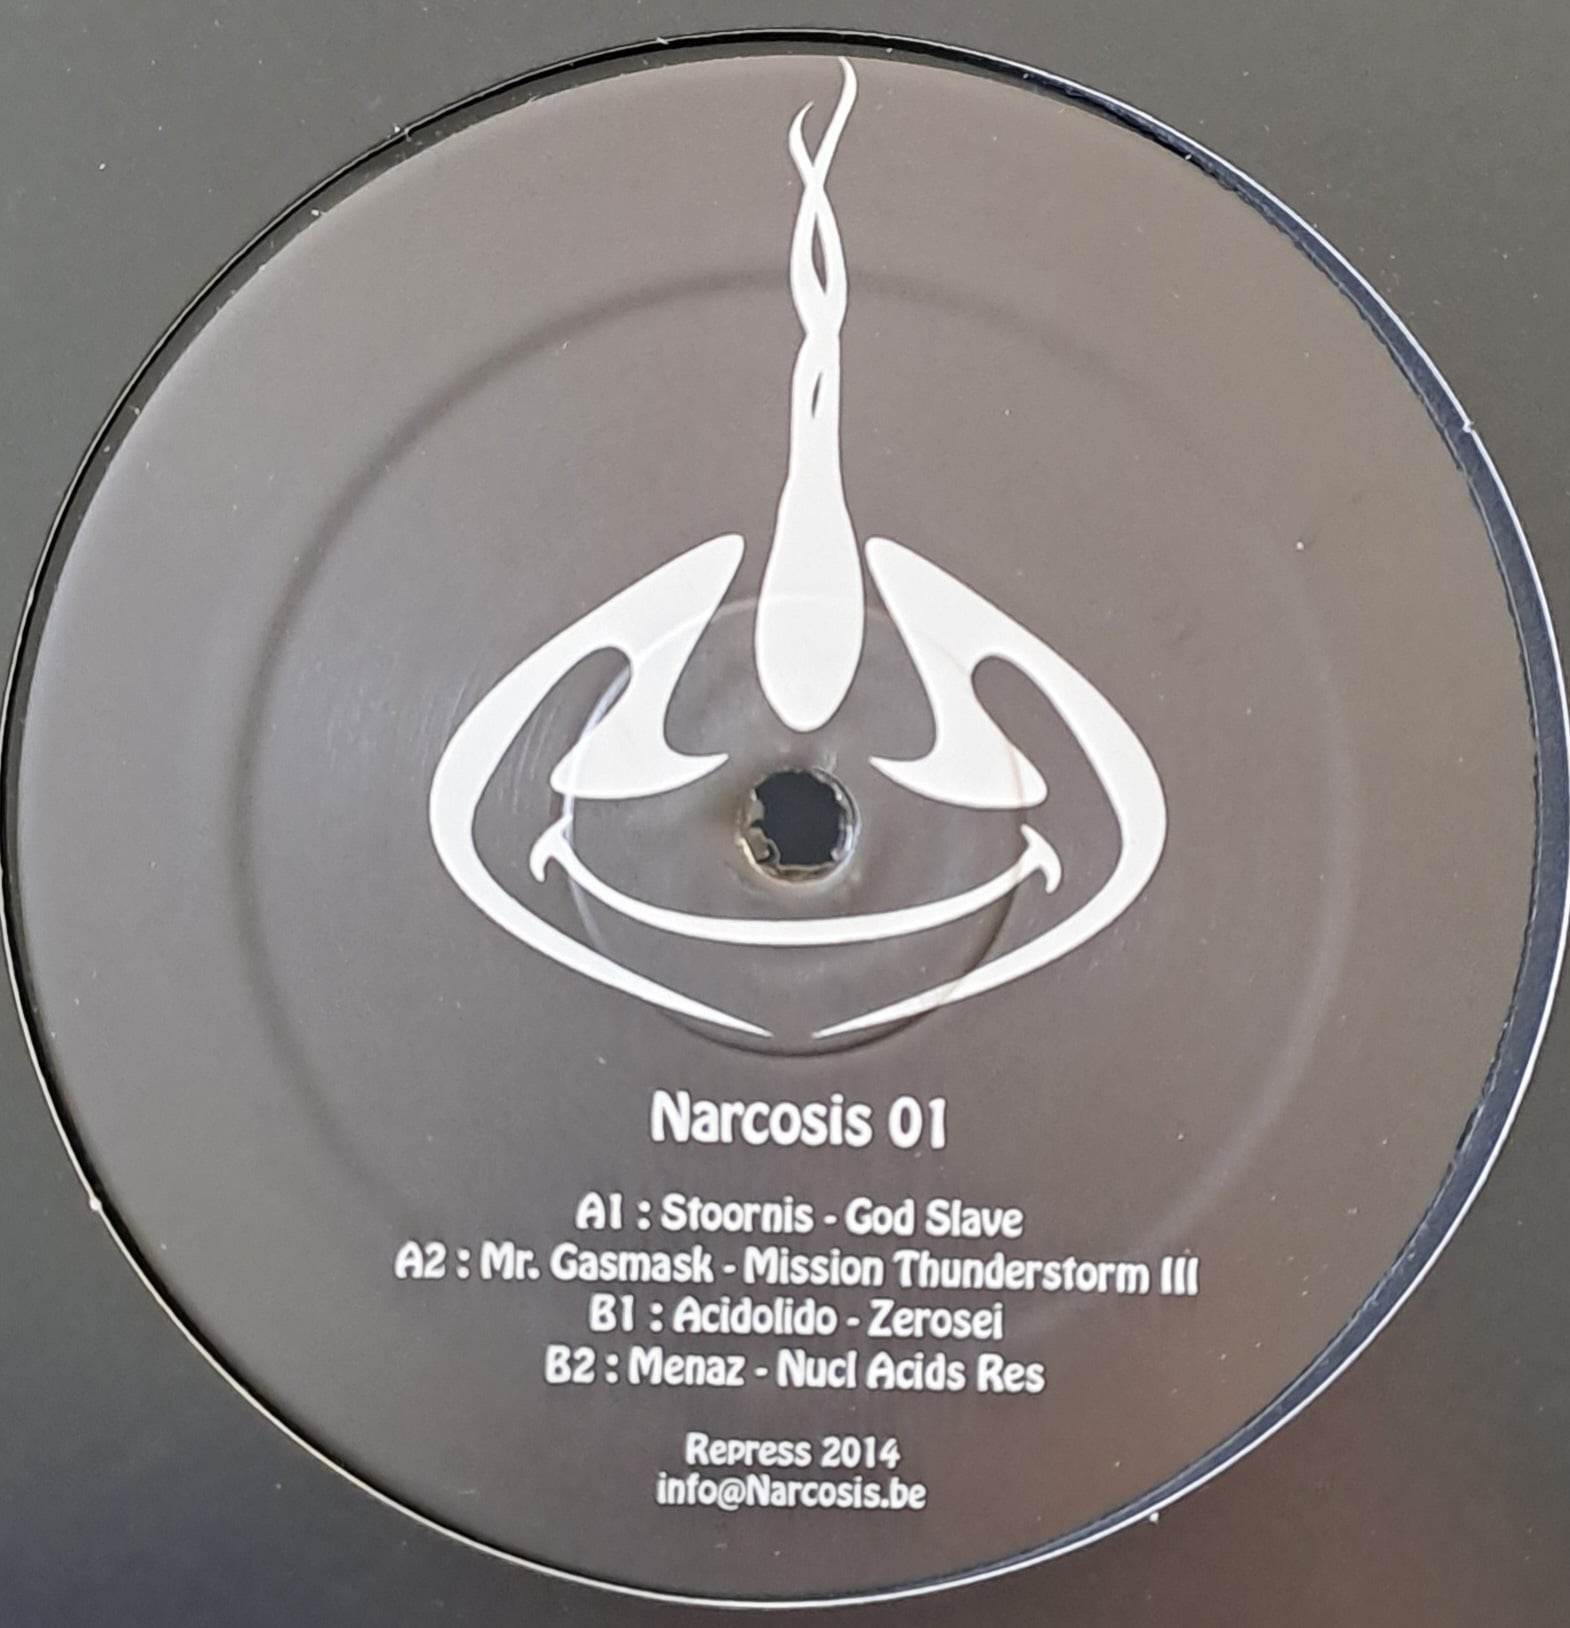 Narcosis 01
A1 : Stoornis - God Slave
A2 : Mr. Gasmask - Mission Thunderstorm III
B1 : Acidolido - Zerosei
B2 : Menaz - Nucl Acids Res
Repress 2014
info@Narcosis.be